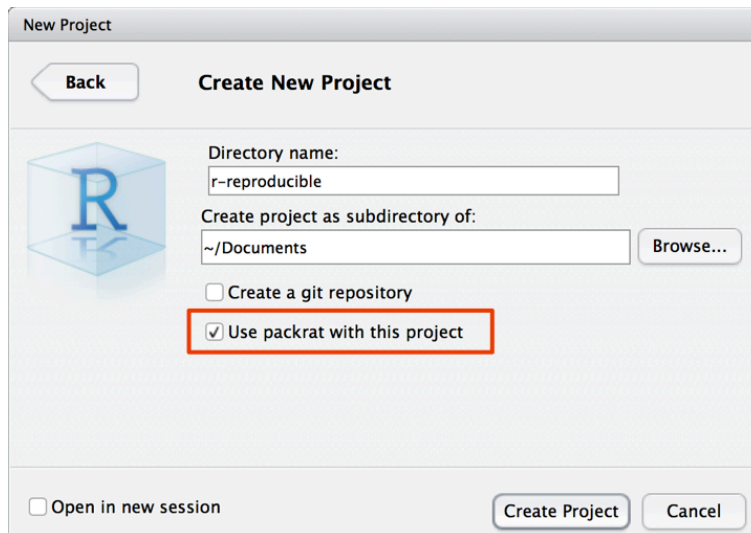 New Project
Back
Create New Project
R
Directory name:
r-reproducible
Create project as subdirectory of:
~/Documents
Browse...
Create a git repository
Use packrat with this project
Open in new session
Create Project
Cancel